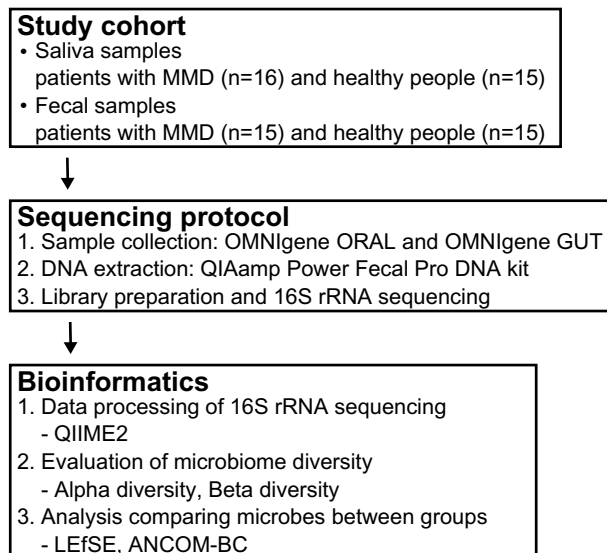 Study cohort
• Saliva samples
patients with MMD (n=16) and healthy people (n=15)
• Fecal samples
patients with MMD (n=15) and healthy people (n=15)
Sequencing protocol
1. Sample collection: OMNIgene ORAL and OMNIgene GUT
2. DNA extraction: QIAamp Power Fecal Pro DNA kit
3. Library preparation and 16S rRNA sequencing
Bioinformatics
1. Data processing of 16S rRNA sequencing
- QIIME2
2. Evaluation of microbiome diversity
- Alpha diversity, Beta diversity
3. Analysis comparing microbes between groups
- LEfSE, ANCOM-BC